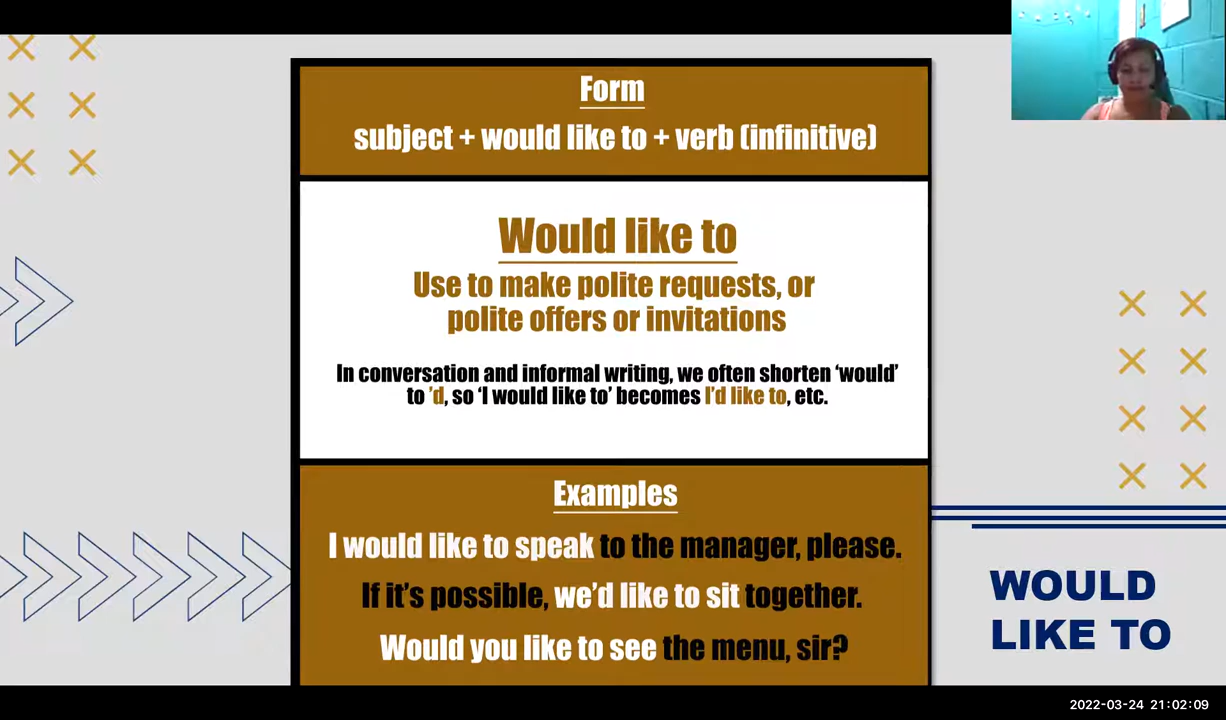 Form
subject + would like to + verb (infinitive)
Would like to
Use to make polite requests, or
polite offers or invitations
In conversation and informal writing, we often shorten ‘would’
to ’d, so ‘I would like to’ becomes I’d like to, etc.
Examples
I would like to speak to the manager, please.
If it’s possible, we’d like to sit together.
Would you like to see the menu, sir?
WOULD
LIKE TO
2022-03-24 21:02:09